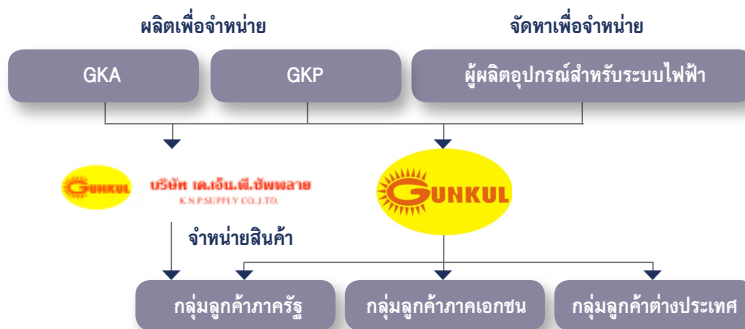 ผลิตเพื่อจำหน่าย
จัดหาเพื่อจำหน่าย
GKA
GKP
ผู้ผลิตอุปกรณ์สำหรับระบบไฟฟ้า
GUNKUL
บริษัท เค.เอ็น.พี.ซัพพลาย
K.N.P.SUPPLY CO.,LTD.
GUNKUL
จำหน่ายสินค้า
กลุ่มลูกค้าภาครัฐ
กลุ่มลูกค้าภาคเอกชน
กลุ่มลูกค้าต่างประเทศ